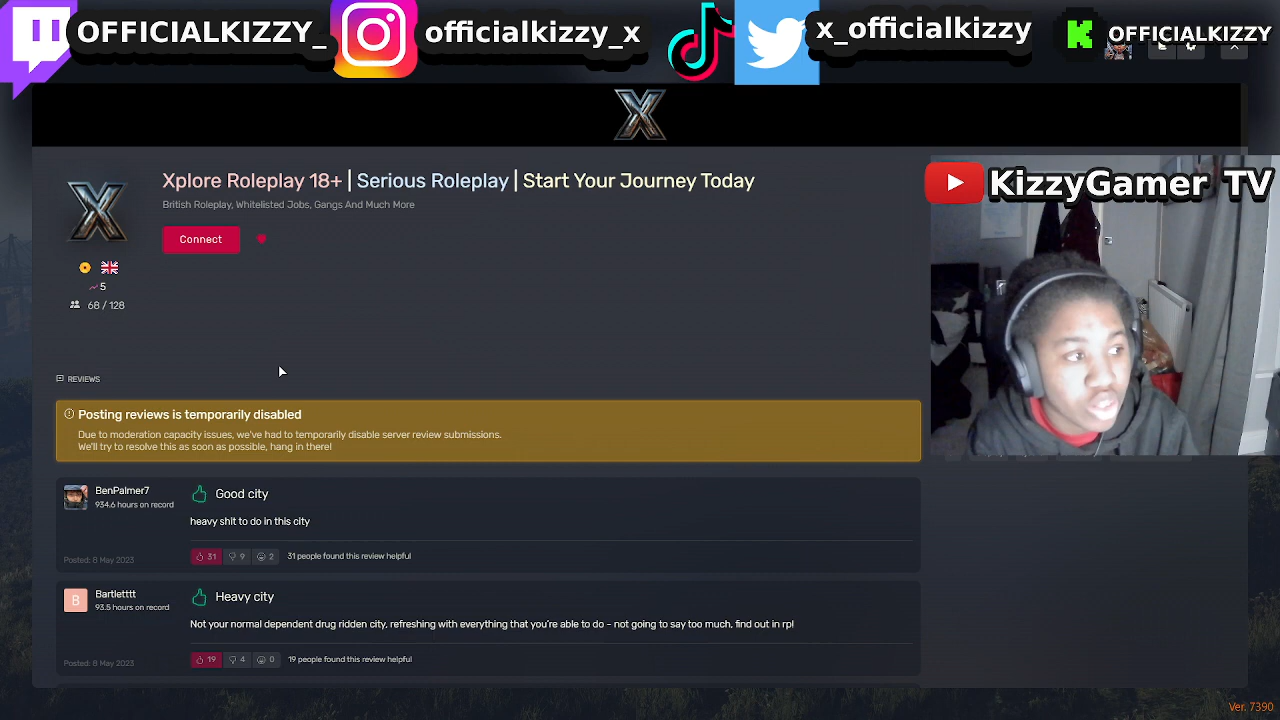 OFFICIALKIZZY_
officialkizzy_x
x_officialkizzy
OFFICIALKIZZY
X
KizzyGamer TV
X
Xplore Roleplay 18+ | Serious Roleplay | Start Your Journey Today
British Roleplay, Whitelisted Jobs, Gangs And Much More
Connect
5
68 / 128
REVIEWS
Posting reviews is temporarily disabled
Due to moderation capacity issues, we've had to temporarily disable server review submissions.
We'll try to resolve this as soon as possible, hang in there!
BenPalmer7
934.6 hours on record
Posted: 8 May 2023
Good city
heavy shit to do in this city
31 9 2 31 people found this review helpful
B
Bartletttt
93.5 hours on record
Posted: 8 May 2023
Heavy city
Not your normal dependent drug ridden city, refreshing with everything that you're able to do - not going to say too much, find out in rp!
19 4 0 19 people found this review helpful
Ver. 7390